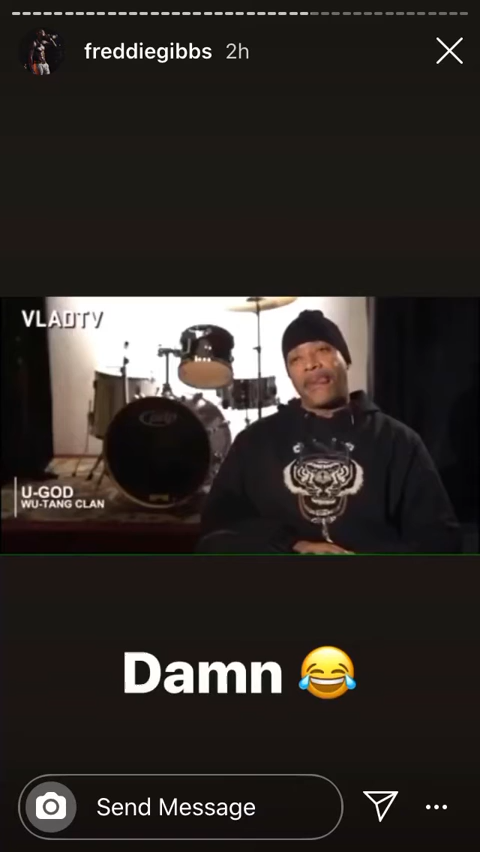 freddiegibbs 2h
VLADTV
U-GOD
WU-TANG CLAN
Damn 😂
Send Message